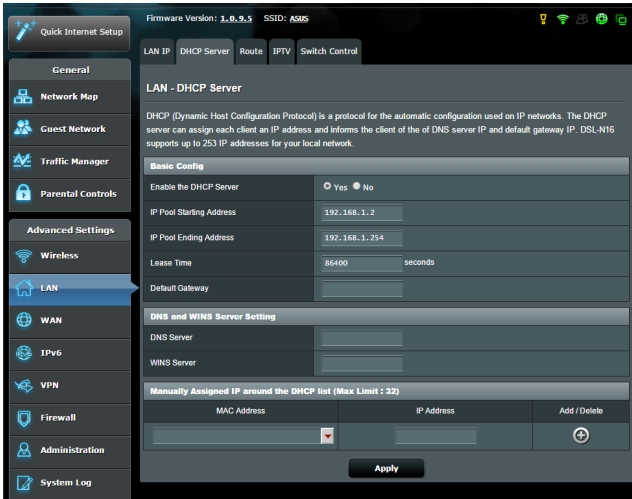 Quick Internet Setup
General
Network Map
Guest Network
Traffic Manager
Parental Controls
Advanced Settings
Wireless
LAN
WAN
IPv6
VPN
Firewall
Administration
System Log
Firmware Version: 1.0.9.5 SSID: ASUS
LAN IP DHCP Server Route IPTV Switch Control
LAN - DHCP Server
DHCP (Dynamic Host Configuration Protocol) is a protocol for the automatic configuration used on IP networks. The DHCP
server can assign each client an IP address and informs the client of the of DNS server IP and default gateway IP. DSL-N16
supports up to 253 IP addresses for your local network.
Basic Config
Enable the DHCP Server Yes No
IP Pool Starting Address 192.168.1.2
IP Pool Ending Address 192.168.1.254
Lease Time 86400 seconds
Default Gateway
DNS and WINS Server Setting
DNS Server
WINS Server
Manually Assigned IP around the DHCP list (Max Limit : 32)
MAC Address IP Address Add / Delete
Apply